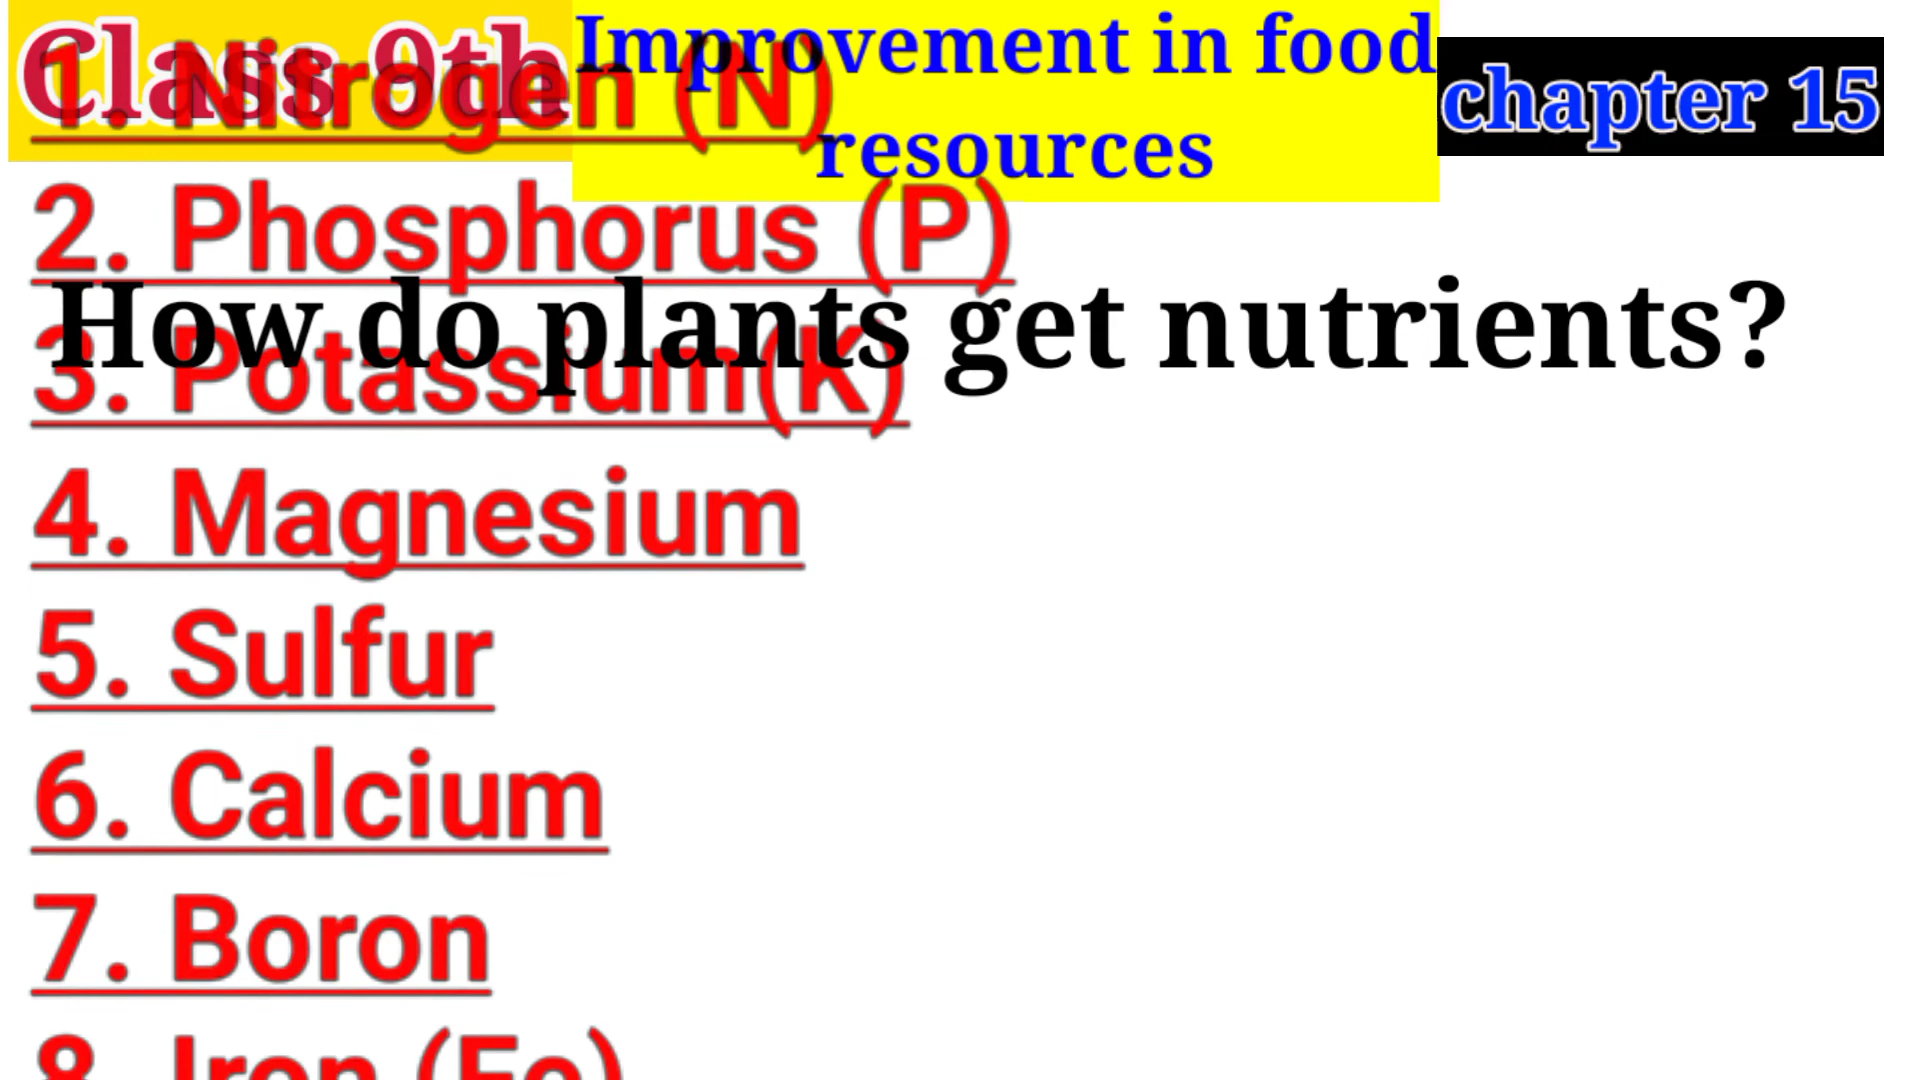 Class 9th
Improvement in food
resources
chapter 15
1. Nitrogen (N)
2. Phosphorus (P)
How do plants get nutrients?
3. Potassium(K)
4. Magnesium
5. Sulfur
6. Calcium
7. Boron
8. Iron (Fe)